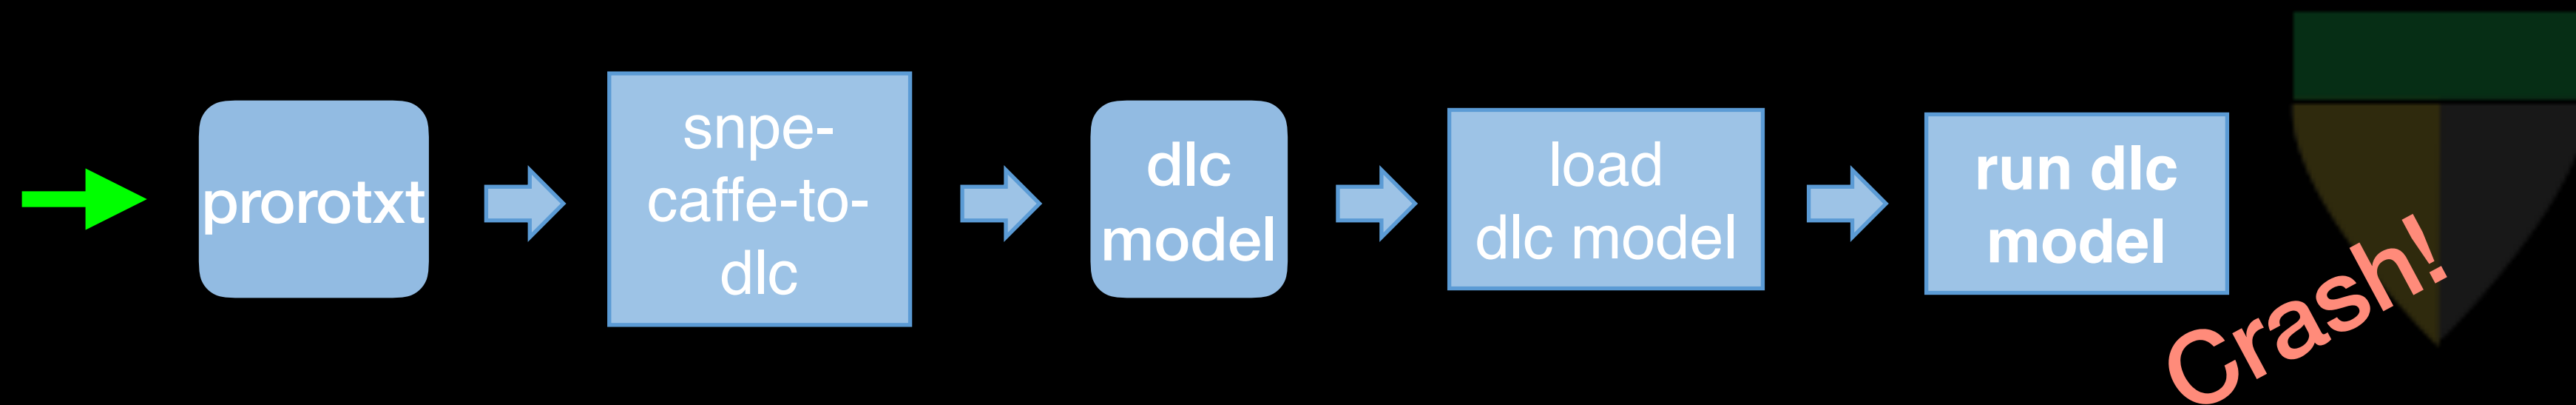 prorotxt
snpe-
caffe-to-
dlc
dlc
model
load
dlc model
run dlc
model
Crash!